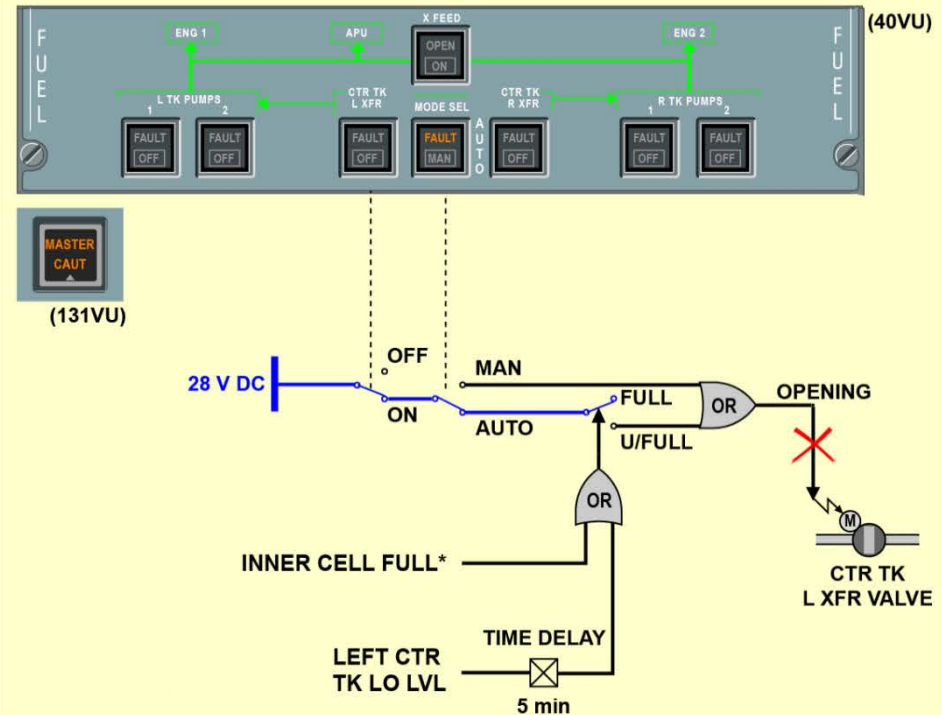 (40VU)
FUEL
FUEL
X FEED
OPEN
ON
ENG 1
APU
ENG 2
L TK PUMPS
1
2
CTR TK
L XFR
MODE SEL
AUTO
CTR TK
R XFR
R TK PUMPS
1
2
FAULT
OFF
FAULT
OFF
FAULT
OFF
FAULT
MAN
FAULT
OFF
FAULT
OFF
FAULT
OFF
MASTER
CAUT
(131VU)
28 V DC
OFF
ON
MAN
AUTO
FULL
U/FULL
OR
OPENING
OR
M
CTR TK
L XFR VALVE
INNER CELL FULL*
TIME DELAY
LEFT CTR
TK LO LVL
5 min